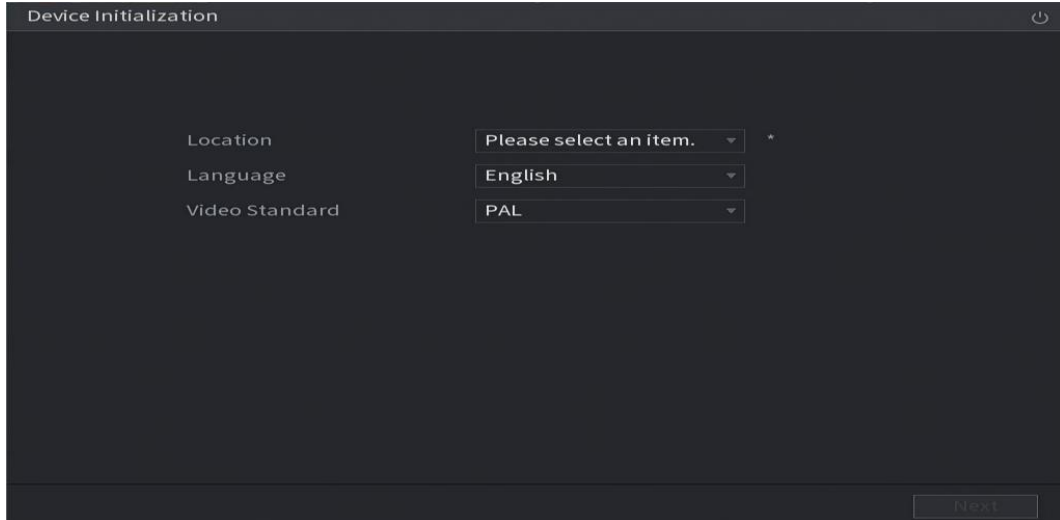 Device Initialization
Location Please select an item. *
Language English
Video Standard PAL
Next